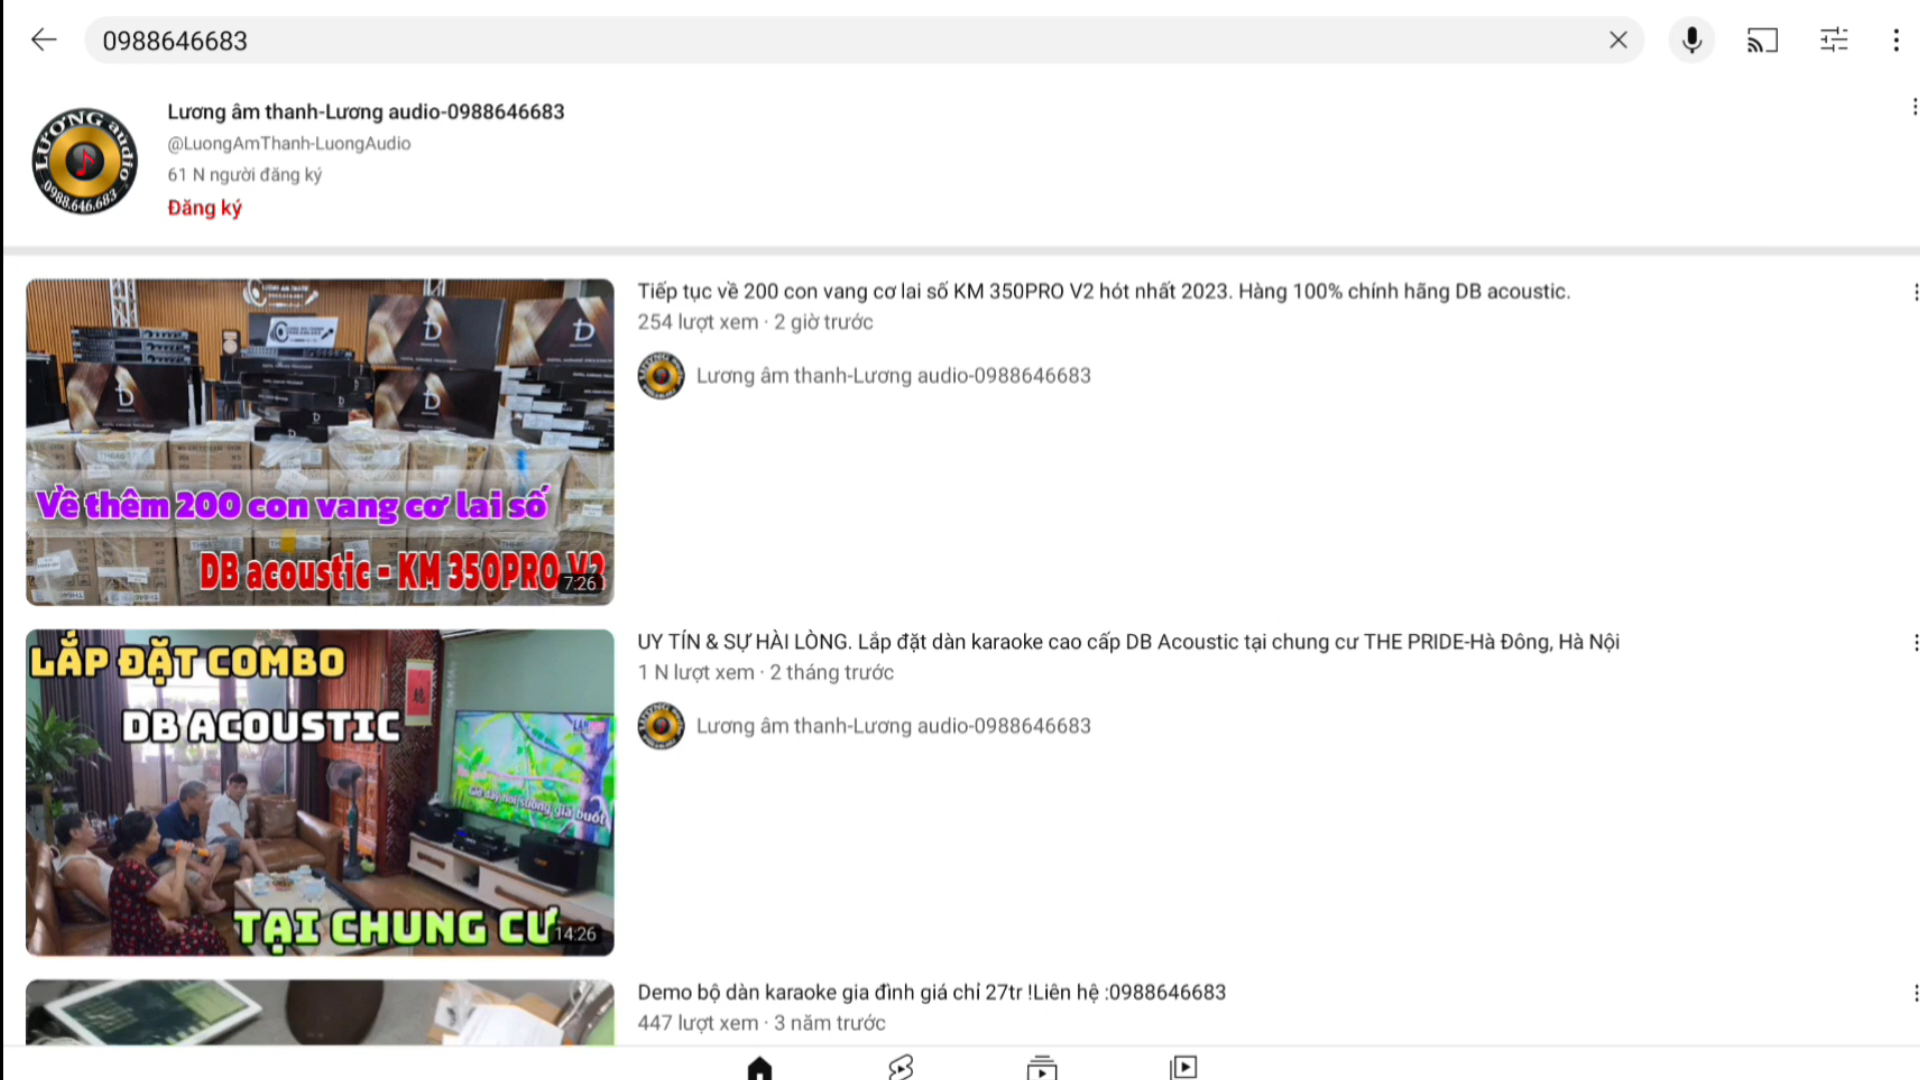 0988646683
Lương âm thanh-Lương audio-0988646683
LƯƠNG audio
0988.646.683
@LuongAmThanh-LuongAudio
61 N người đăng ký
Đăng ký
Tiếp tục về 200 con vang cơ lai số KM 350PRO V2 hót nhất 2023. Hàng 100% chính hãng DB acoustic.
254 lượt xem · 2 giờ trước
Lương âm thanh-Lương audio-0988646683
Về thêm 200 con vang cơ lai số
DB acoustic - KM 350PRO V2
7:26
UY TÍN & SỰ HÀI LÒNG. Lắp đặt dàn karaoke cao cấp DB Acoustic tại chung cư THE PRIDE-Hà Đông, Hà Nội
1 N lượt xem · 2 tháng trước
Lương âm thanh-Lương audio-0988646683
LẮP ĐẶT COMBO
DB ACOUSTIC
TẠI CHUNG CƯ
14:26
Demo bộ dàn karaoke gia đình giá chỉ 27tr !Liên hệ :0988646683
447 lượt xem · 3 năm trước